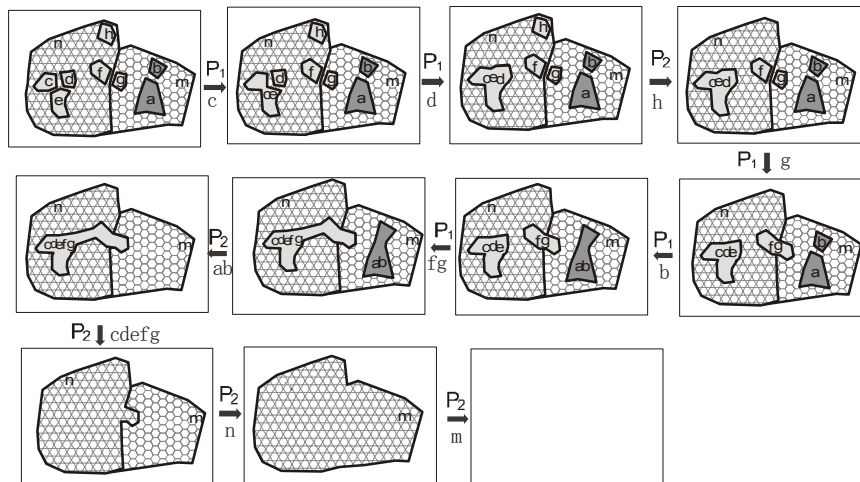 n h c d f g b m e a
P1 c
n h d f g b m ce a
P1 d
n h ced f g b m a
P2 h
n ced f g b m a
P1 g
n cde fg b m a
P1 b
n cde fg m ab
P1 fg
n cdefg m ab
P2 ab
n cdefg m
P2 cdefg
n m
P2 n
m
P2 m